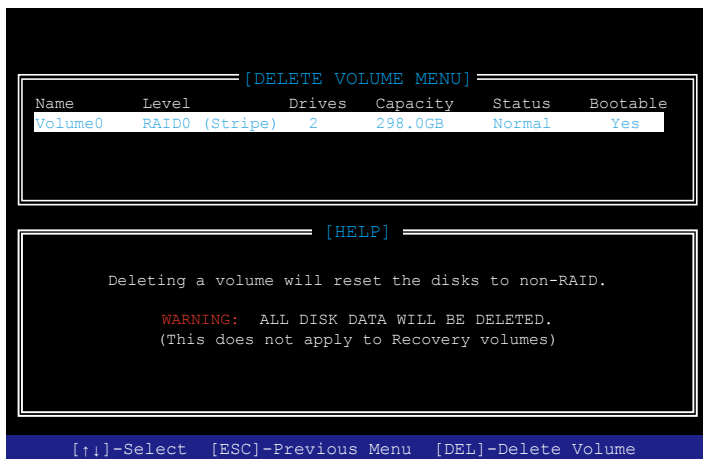 [DELETE VOLUME MENU]
Name Level Drives Capacity Status Bootable
Volume0 RAID0 (Stripe) 2 298.0GB Normal Yes
[HELP]
Deleting a volume will reset the disks to non-RAID.
WARNING: ALL DISK DATA WILL BE DELETED.
(This does not apply to Recovery volumes)
[↑↓]-Select [ESC]-Previous Menu [DEL]-Delete Volume